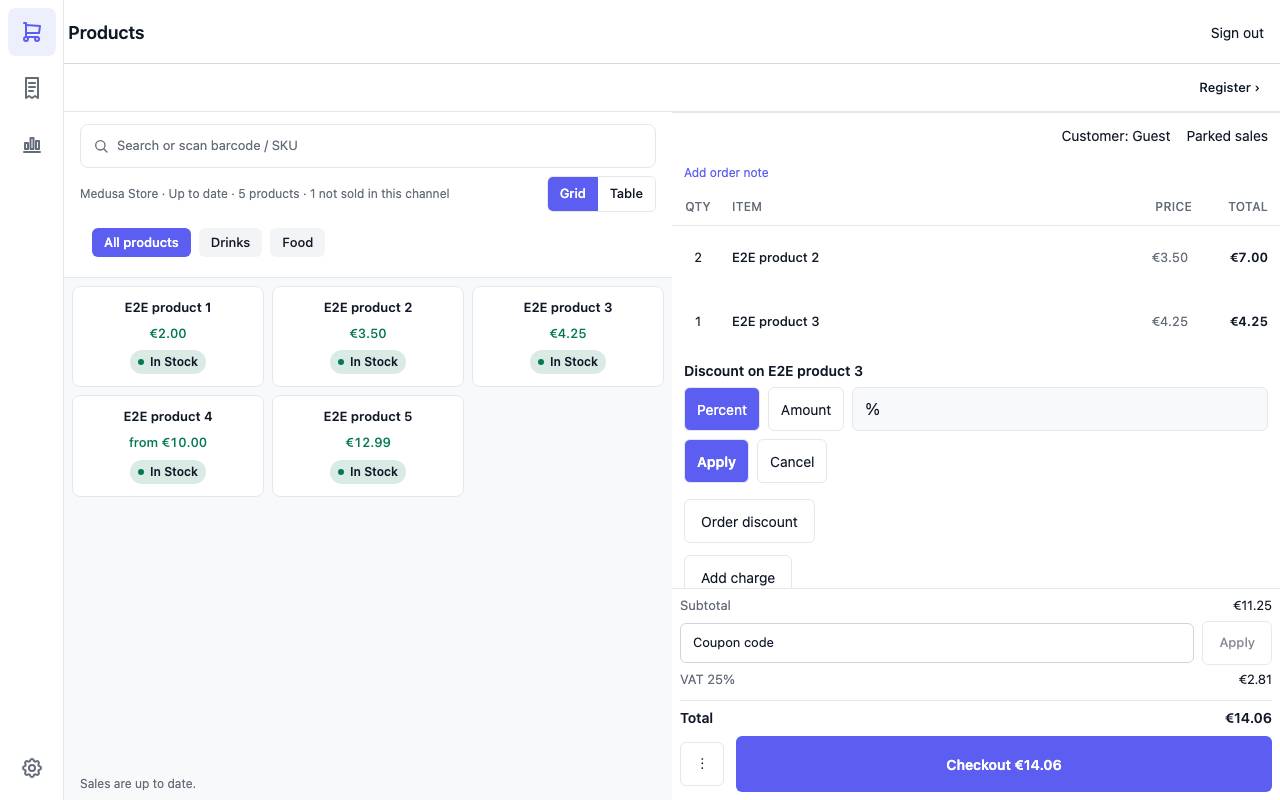 Products
Sign out
Register ›
Search or scan barcode / SKU
Medusa Store · Up to date · 5 products · 1 not sold in this channel
Grid
Table
All products
Drinks
Food
E2E product 1
€2.00
In Stock
E2E product 2
€3.50
In Stock
E2E product 3
€4.25
In Stock
E2E product 4
from €10.00
In Stock
E2E product 5
€12.99
In Stock
Sales are up to date.
Customer: Guest
Parked sales
Add order note
QTY ITEM PRICE TOTAL
2 E2E product 2 €3.50 €7.00
1 E2E product 3 €4.25 €4.25
Discount on E2E product 3
Percent
Amount
%
Apply
Cancel
Order discount
Add charge
Subtotal €11.25
Coupon code
Apply
VAT 25% €2.81
Total €14.06
Checkout €14.06